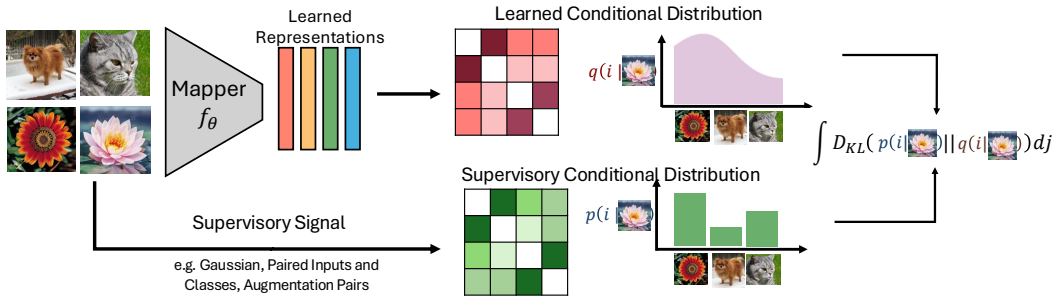 Learned
Representations
Learned Conditional Distribution
Mapper
f_θ
q(i |
∫ D_KL( p(i| ) || q(i| ) ) dj
Supervisory Conditional Distribution
p(i | )
Supervisory Signal
e.g. Gaussian, Paired Inputs and
Classes, Augmentation Pairs